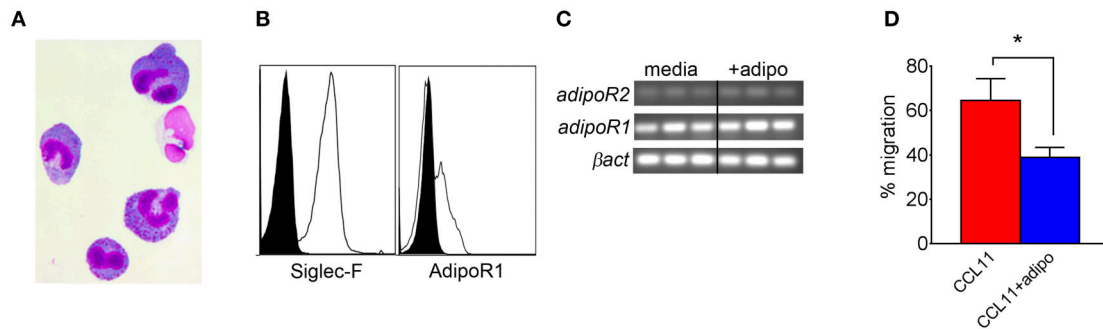 A
B
Siglec-F
AdipoR1
C
media +adipo
adipoR2
adipoR1
βact
D
*
% migration
80
60
40
20
0
CCL11
CCL11+adipo